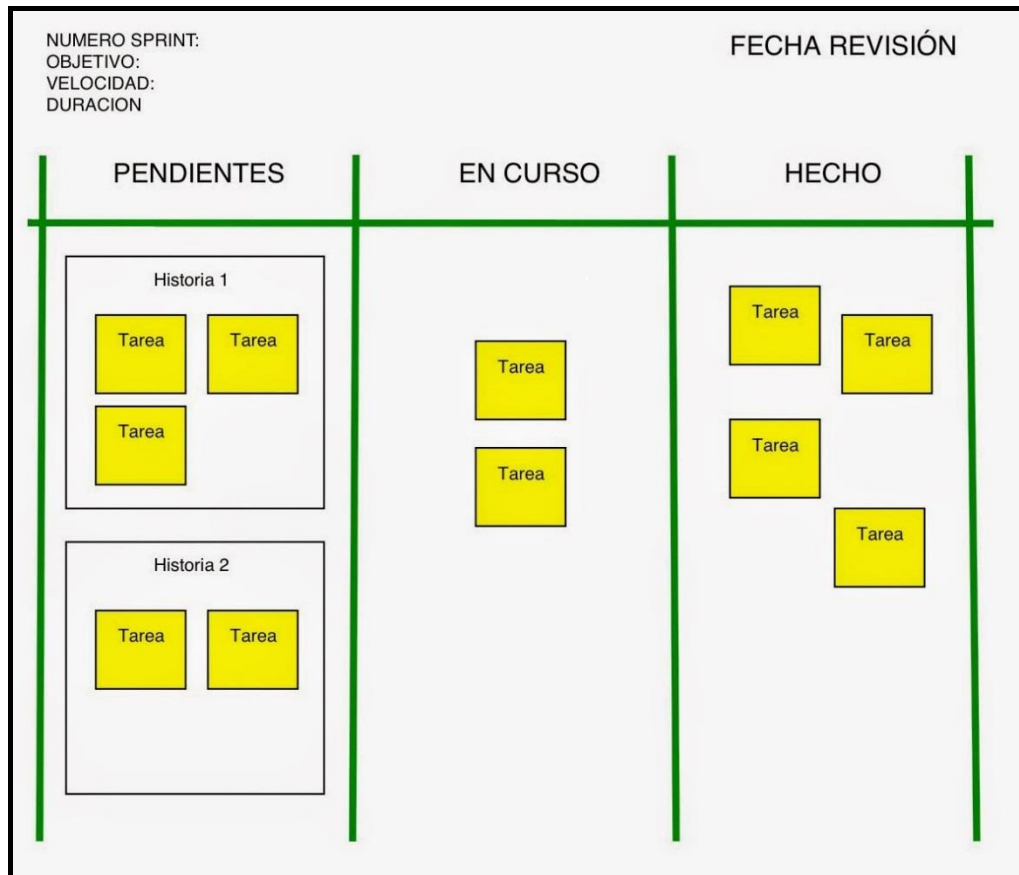 NUMERO SPRINT:
OBJETIVO:
VELOCIDAD:
DURACION
FECHA REVISIÓN
PENDIENTES
EN CURSO
HECHO
Historia 1
Tarea
Tarea
Tarea
Historia 2
Tarea
Tarea
Tarea
Tarea
Tarea
Tarea
Tarea
Tarea